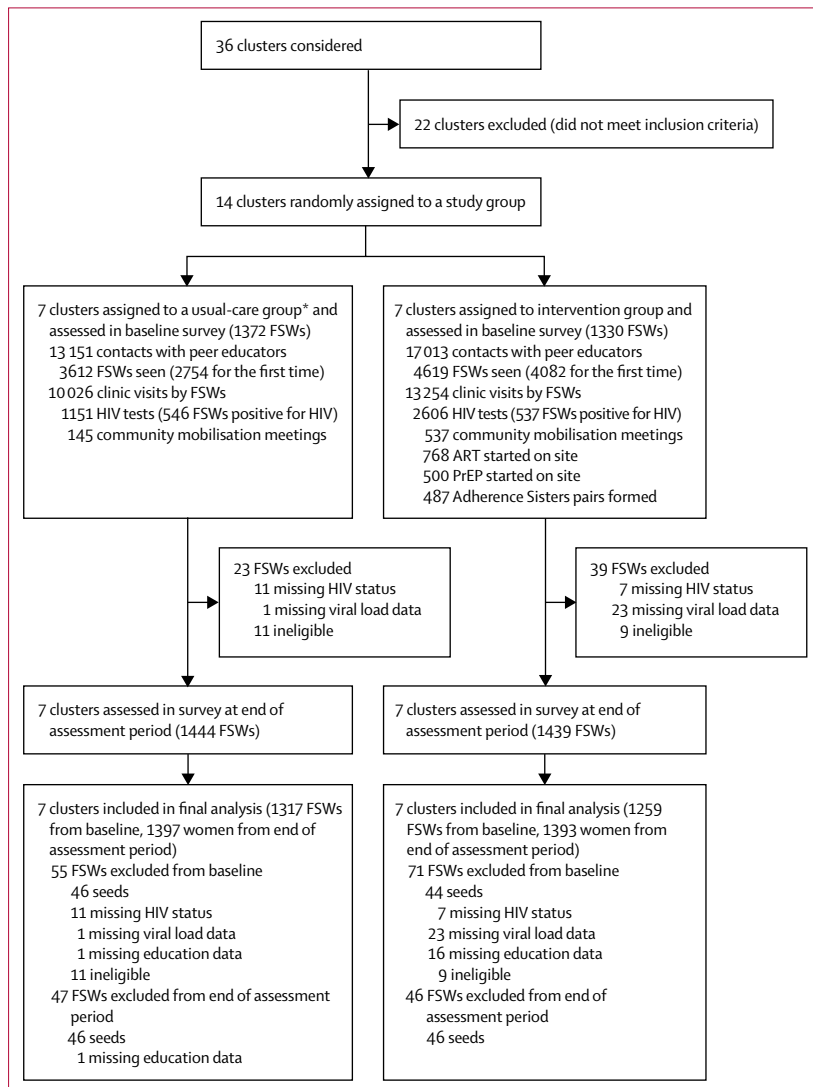 36 clusters considered
22 clusters excluded (did not meet inclusion criteria)
14 clusters randomly assigned to a study group
7 clusters assigned to a usual-care group* and
assessed in baseline survey (1372 FSWs)
13 151 contacts with peer educators
3612 FSWs seen (2754 for the first time)
10 026 clinic visits by FSWs
1151 HIV tests (546 FSWs positive for HIV)
145 community mobilisation meetings
7 clusters assigned to intervention group and
assessed in baseline survey (1330 FSWs)
17 013 contacts with peer educators
4619 FSWs seen (4082 for the first time)
13 254 clinic visits by FSWs
2606 HIV tests (537 FSWs positive for HIV)
537 community mobilisation meetings
768 ART started on site
500 PrEP started on site
487 Adherence Sisters pairs formed
23 FSWs excluded
11 missing HIV status
1 missing viral load data
11 ineligible
39 FSWs excluded
7 missing HIV status
23 missing viral load data
9 ineligible
7 clusters assessed in survey at end of
assessment period (1444 FSWs)
7 clusters assessed in survey at end of
assessment period (1439 FSWs)
7 clusters included in final analysis (1317 FSWs
from baseline, 1397 women from end of
assessment period)
55 FSWs excluded from baseline
46 seeds
11 missing HIV status
1 missing viral load data
1 missing education data
11 ineligible
47 FSWs excluded from end of assessment
period
46 seeds
1 missing education data
7 clusters included in final analysis (1259
FSWs from baseline, 1393 women from
end of assessment period)
71 FSWs excluded from baseline
44 seeds
7 missing HIV status
23 missing viral load data
16 missing education data
9 ineligible
46 FSWs excluded from end of
assessment period
46 seeds